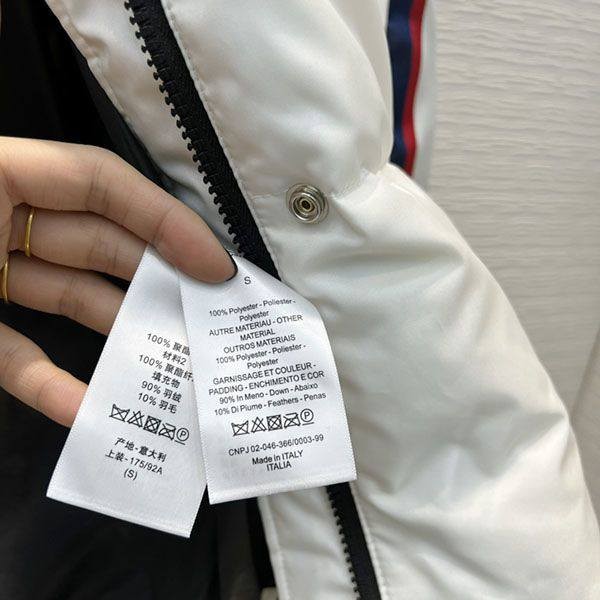 100% 聚酯
材料2
100% 聚酯纤
填充物
90% 羽绒
10% 羽毛
产地-意大利
上装-175/92A
(S)
S
100% Polyester - Poliester -
Polyester
AUTRE MATERIAU - OTHER
MATERIAL
OUTROS MATERIAL
100% Polyester - Poliester -
Polyester
GARNISSAGE ET COULEUR -
PADDING - ENCHIMENTO E COR
90% In Meno - Down - Abaixo
10% Di Piume - Feathers - Penas
CNPJ 02-046-366/0003-99
Made in ITALY
ITALIA